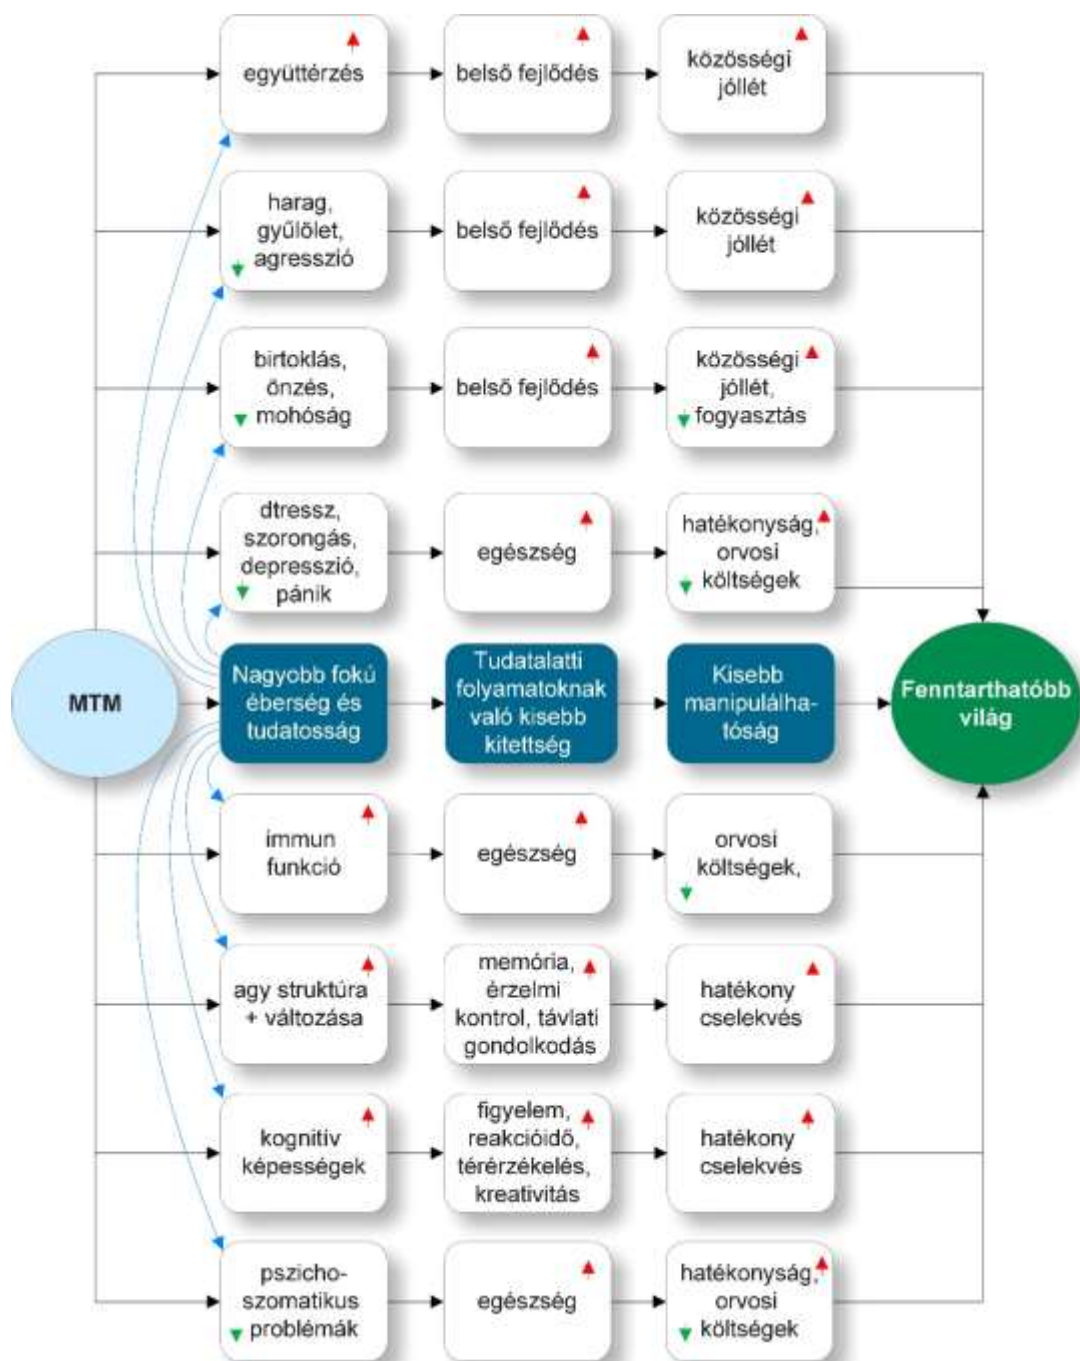 együttérzés
belső fejlődés
közösségi
jóllét
harag,
gyűlölet,
agresszió
belső fejlődés
közösségi
jóllét
birtoklás,
önzés,
mohóság
belső fejlődés
közösségi
jóllét,
fogyasztás
dtressz,
szorongás,
depresszió,
pánik
egészség
hatékonyság,
orvosi
költségek
MTM
Nagyobb fokú
éberség és
tudatosság
Tudatalatti
folyamatoknak
való kisebb
kitettség
Kisebb
manipulálha-
tóság
Fenntarthatóbb
világ
immun
funkció
egészség
orvosi
költségek,
agy struktúra
+ változása
memória,
érzelmi
kontrol, távlati
gondolkodás
hatékony
cselekvés
kognitív
képességek
figyelem,
reakcióidő,
térérzékelés,
kreativitás
hatékony
cselekvés
pszicho-
szomatikus
problémák
egészség
hatékonyság,
orvosi
költségek